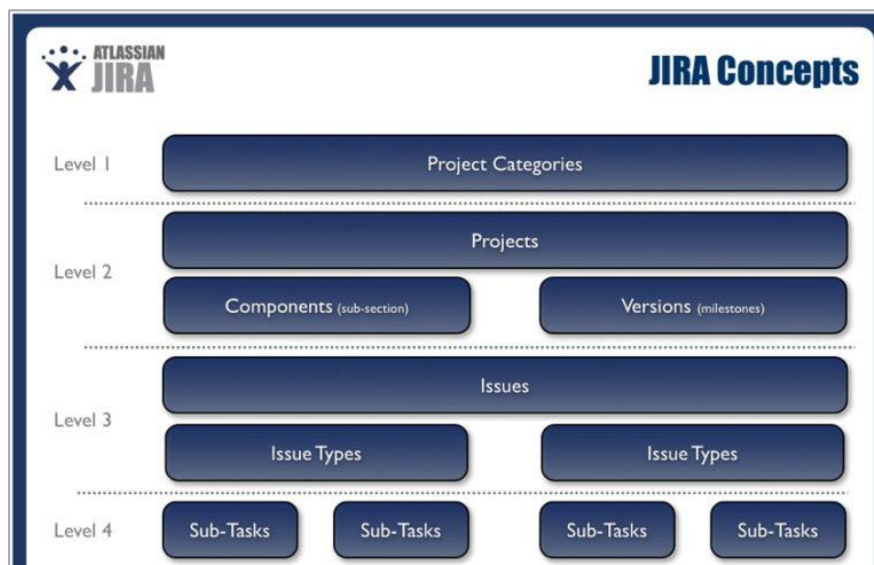 ATLASSIAN
JIRA
JIRA Concepts
Level 1
Project Categories
Projects
Level 2
Components (sub-section)
Versions (milestones)
Issues
Level 3
Issue Types
Issue Types
Level 4
Sub-Tasks
Sub-Tasks
Sub-Tasks
Sub-Tasks